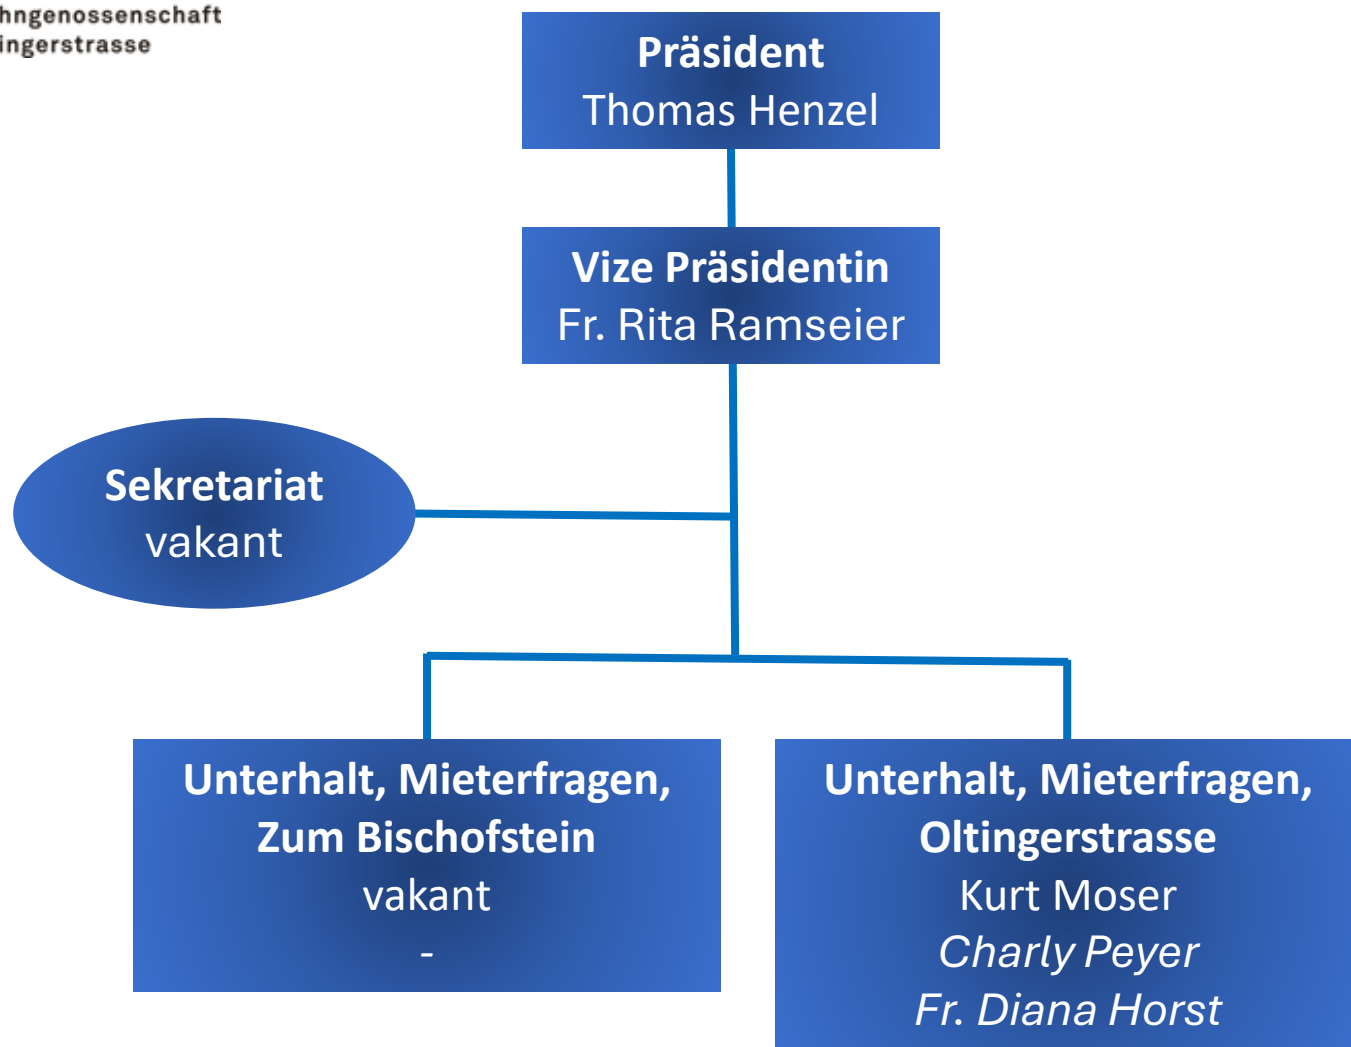 hngenossenschaft
ingerstrasse
Präsident
Thomas Henzel
Vize Präsidentin
Fr. Rita Ramseier
Sekretariat
vakant
Unterhalt, Mieterfragen,
Zum Bischofstein
vakant
-
Unterhalt, Mieterfragen,
Oltingerstrasse
Kurt Moser
Charly Peyer
Fr. Diana Horst